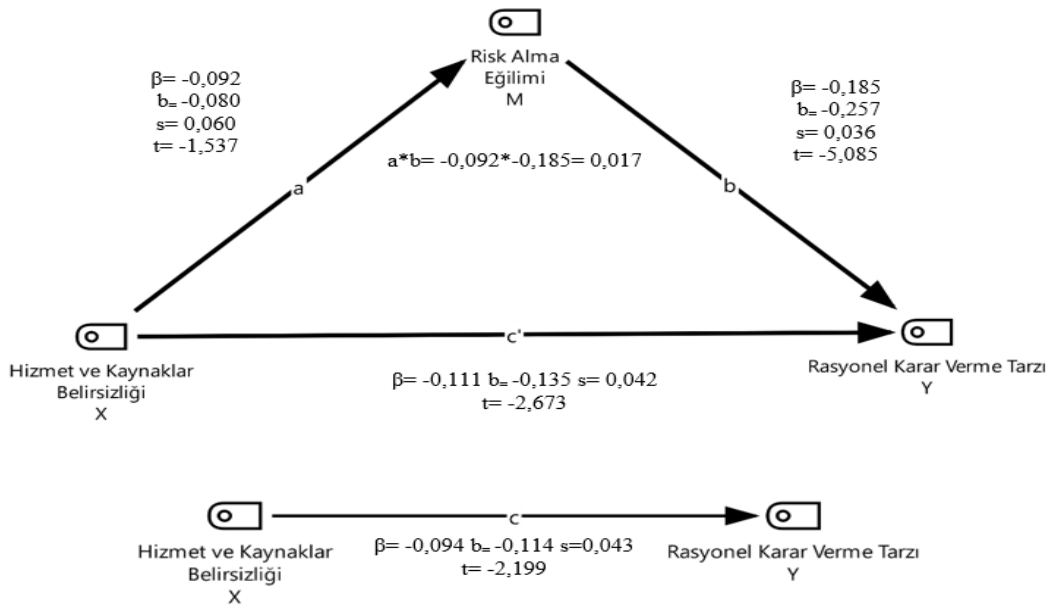 Risk Alma
Eğilimi
M
β= -0,092
b= -0,080
s= 0,060
t= -1,537
β= -0,185
b= -0,257
s= 0,036
t= -5,085
a*b= -0,092*-0,185= 0,017
a
b
c'
Hizmet ve Kaynaklar
Belirsizliği
X
Rasyonel Karar Verme Tarzı
Y
β= -0,111 b= -0,135 s= 0,042
t= -2,673
c
Hizmet ve Kaynaklar
Belirsizliği
X
β= -0,094 b= -0,114 s=0,043
t= -2,199
Rasyonel Karar Verme Tarzı
Y